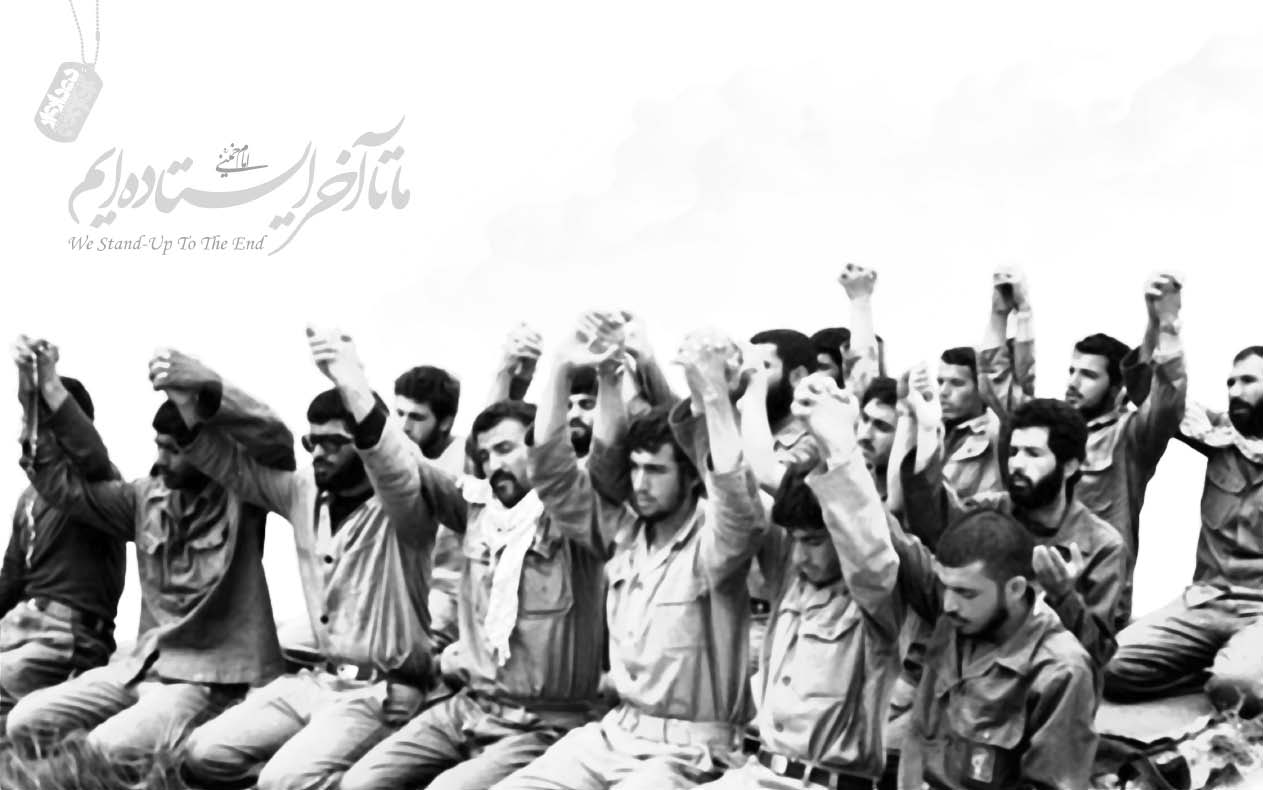 ما تا آخر ایستاده ایم
امام خمینی
We Stand-Up To The End